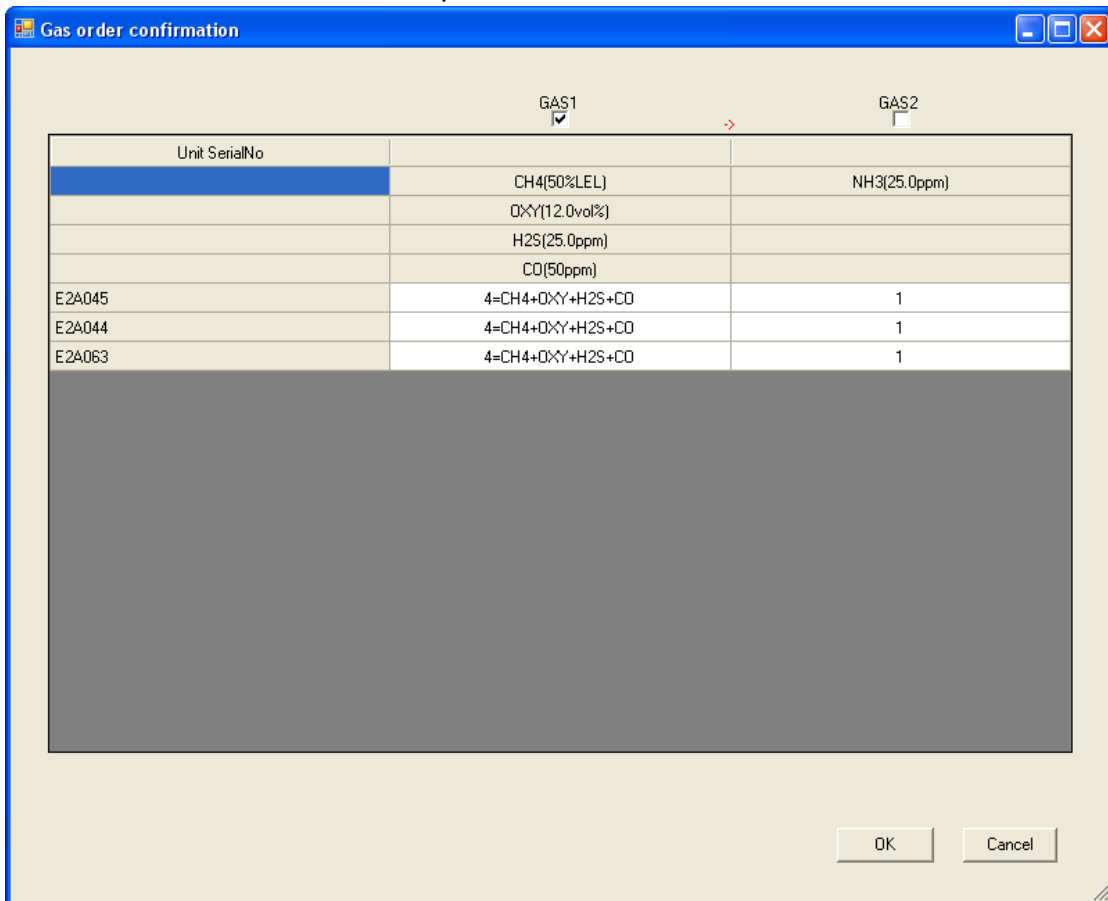 Gas order confirmation
GAS1 GAS2
->
Unit SerialNo
CH4(50%LEL) NH3(25.0ppm)
OXY(12.0vol%)
H2S(25.0ppm)
CO(50ppm)
E2A045 4=CH4+OXY+H2S+CO 1
E2A044 4=CH4+OXY+H2S+CO 1
E2A063 4=CH4+OXY+H2S+CO 1
OK Cancel